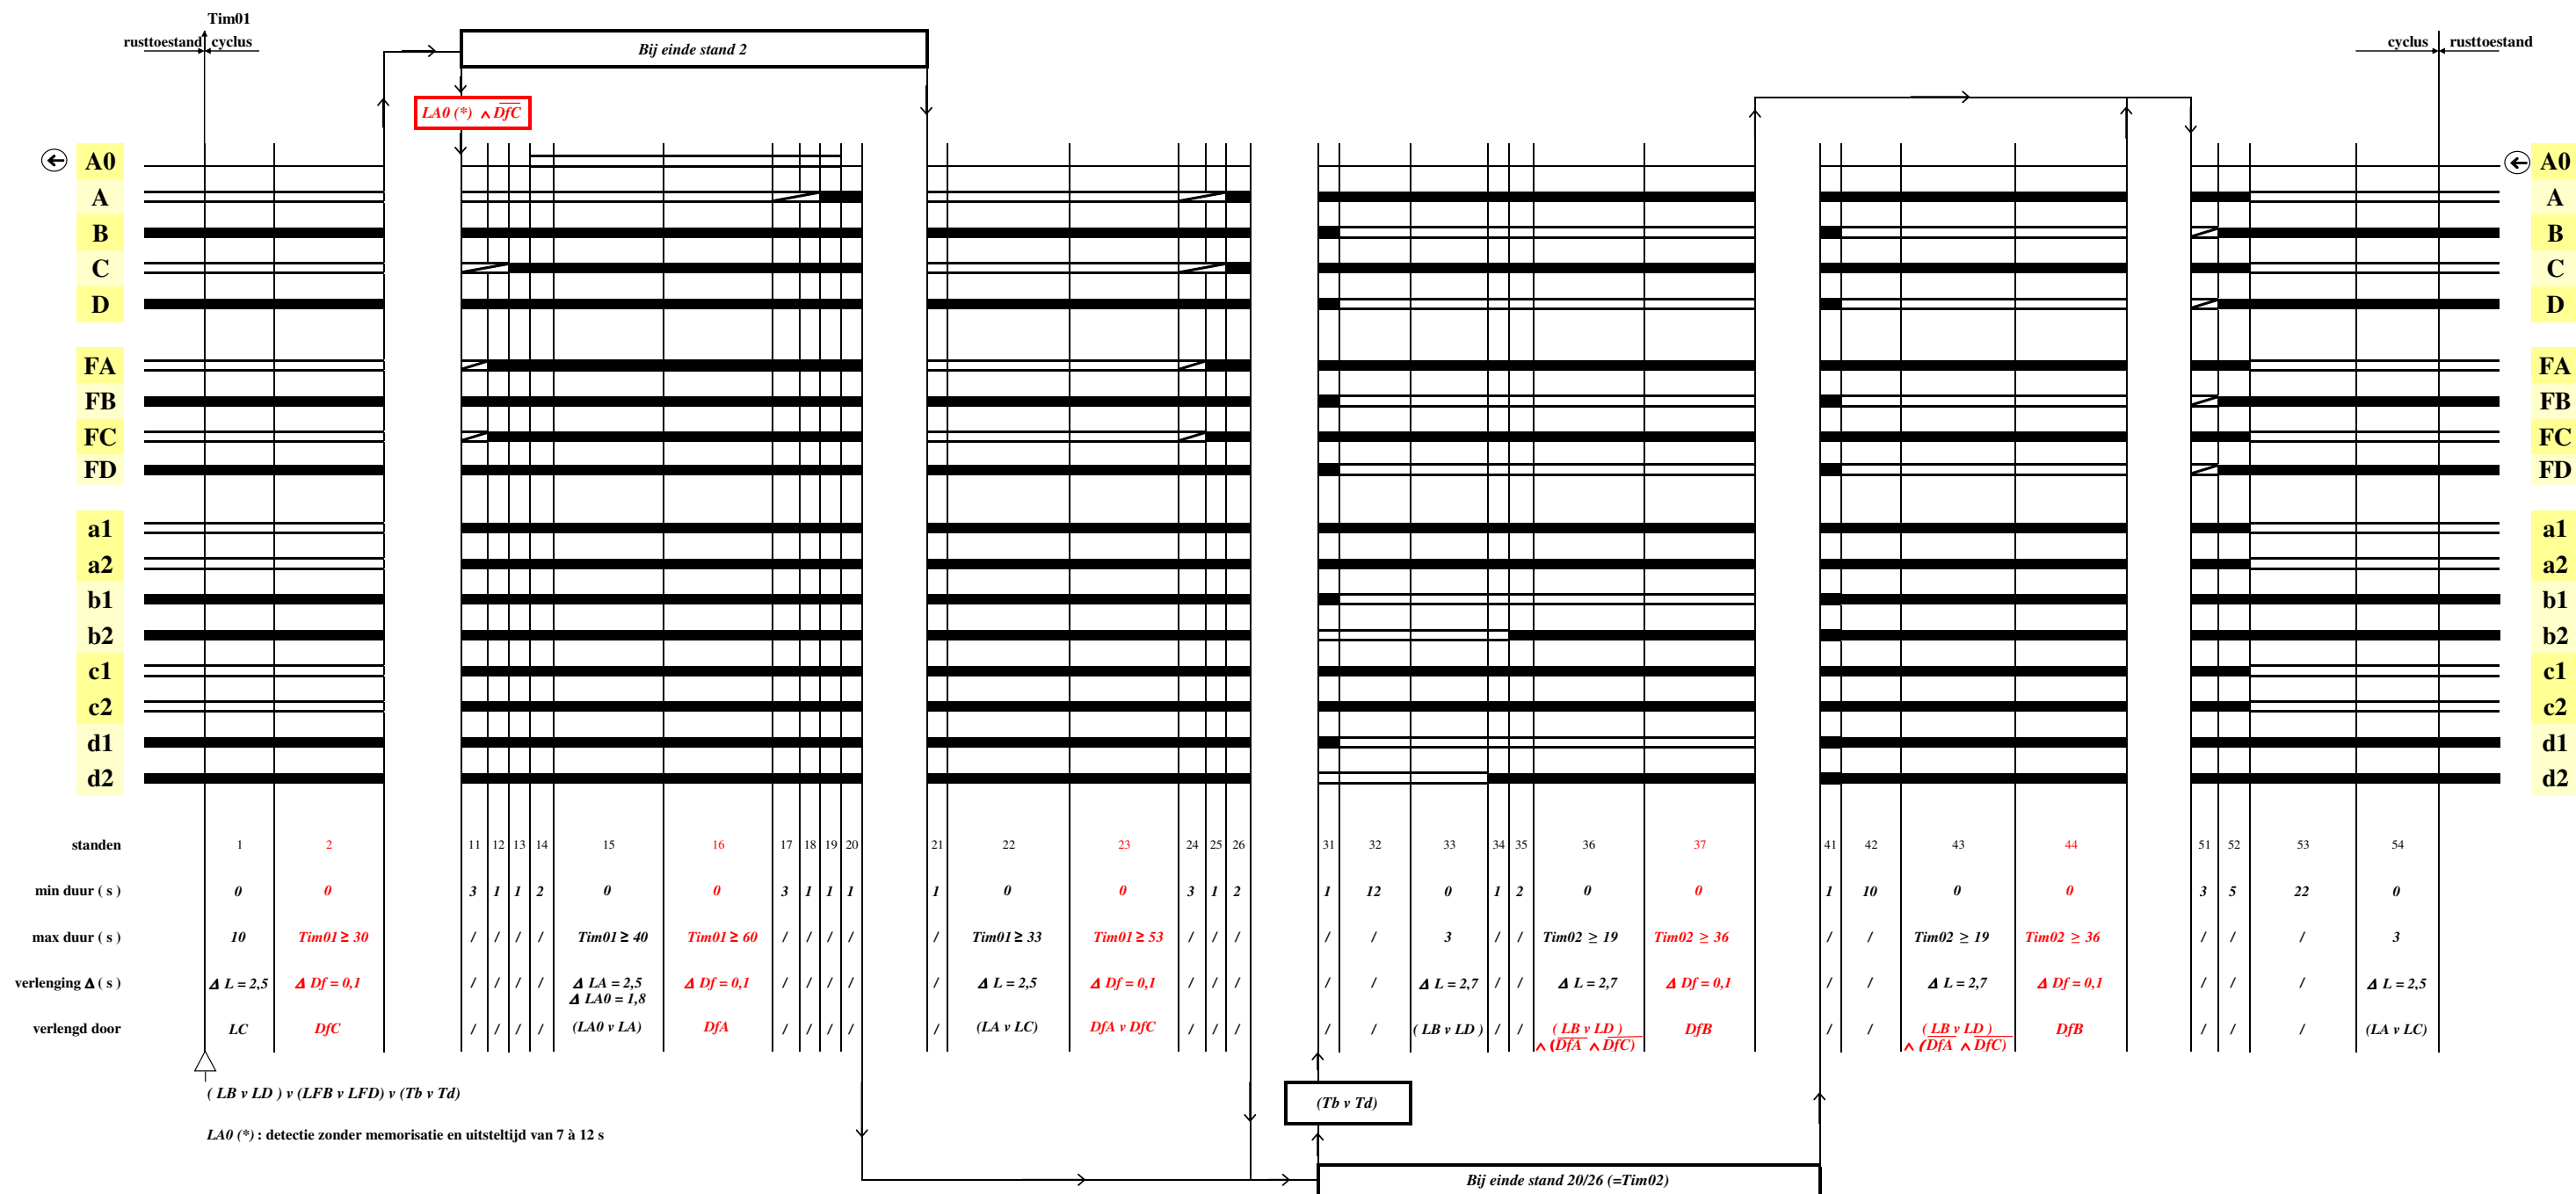 Tim01
rusttoestand cyclus
cyclus rusttoestand
Bij einde stand 2
LA0 (*) ∧ D̅f̅C̅
A0 A0
A A
B B
C C
D D
FA FA
FB FB
FC FC
FD FD
a1 a1
a2 a2
b1 b1
b2 b2
c1 c1
c2 c2
d1 d1
d2 d2
standen 1 2 11 12 13 14 15 16 17 18 19 20 21 22 23 24 25 26 31 32 33 34 35 36 37 41 42 43 44 51 52 53 54
min duur ( s ) 0 0 3 1 1 2 0 0 3 1 1 1 1 0 0 3 1 2 1 12 0 1 2 0 0 1 10 0 0 3 5 22 0
max duur ( s ) 10 Tim01 ≥ 30 / / / / Tim01 ≥ 40 Tim01 ≥ 60 / / / / / Tim01 ≥ 33 Tim01 ≥ 53 / / / / / 3 / / Tim02 ≥ 19 Tim02 ≥ 36 / / Tim02 ≥ 19 Tim02 ≥ 36 / / / 3
verlenging Δ ( s ) Δ L = 2,5 Δ Df = 0,1 / / / / Δ LA = 2,5 Δ Df = 0,1 / / / / / Δ L = 2,5 Δ Df = 0,1 / / / / / Δ L = 2,7 / / Δ L = 2,7 Δ Df = 0,1 / / Δ L = 2,7 Δ Df = 0,1 / / / Δ L = 2,5
Δ LA0 = 1,8
verlengd door LC DfC / / / / (LA0 v LA) DfA / / / / / (LA v LC) DfA v DfC / / / / / ( LB v LD ) / / ( LB v LD ) DfB / / ( LB v LD ) DfB / / / (LA v LC)
∧ (D̅f̅A̅ ∧ D̅f̅C̅) ∧ (D̅f̅A̅ ∧ D̅f̅C̅)
( LB v LD ) v (LFB v LFD) v (Tb v Td)
(Tb v Td)
LA0 (*) : detectie zonder memorisatie en uitsteltijd van 7 à 12 s
Bij einde stand 20/26 (=Tim02)